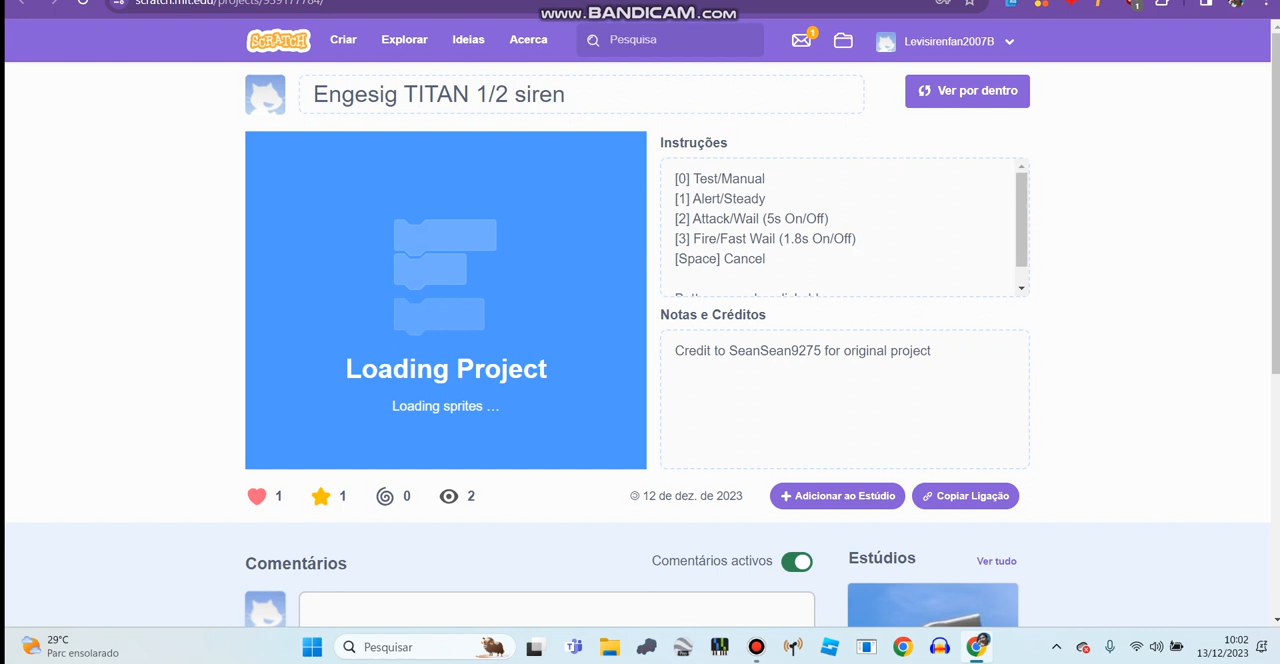 scratch.mit.edu/projects/939177784/
www.BANDICAM.com
SCRATCH
Criar
Explorar
Ideias
Acerca
Pesquisa
1
Levisirenfan2007B
Engesig TITAN 1/2 siren
Ver por dentro
Instruções
[0] Test/Manual
[1] Alert/Steady
[2] Attack/Wail (5s On/Off)
[3] Fire/Fast Wail (1.8s On/Off)
[Space] Cancel
Loading Project
Loading sprites …
Notas e Créditos
Credit to SeanSean9275 for original project
1
1
0
2
12 de dez. de 2023
Adicionar ao Estúdio
Copiar Ligação
Comentários
Comentários activos
Estúdios
Ver tudo
29°C
Parc ensolarado
Pesquisar
10:02
13/12/2023